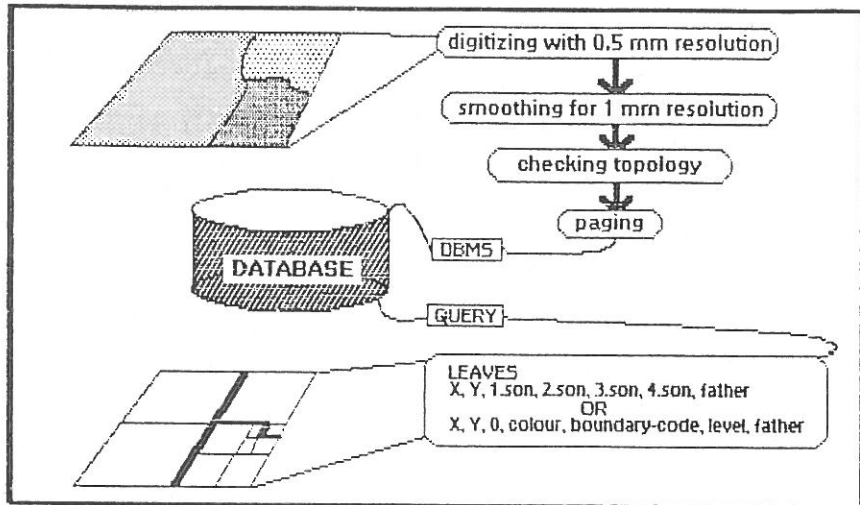 digitizing with 0.5 mm resolution
smoothing for 1 mm resolution
checking topology
paging
DBMS
DATABASE
QUERY
LEAVES
X, Y, 1.son, 2.son, 3.son, 4.son, father
OR
X, Y, 0, colour, boundary-code, level, father